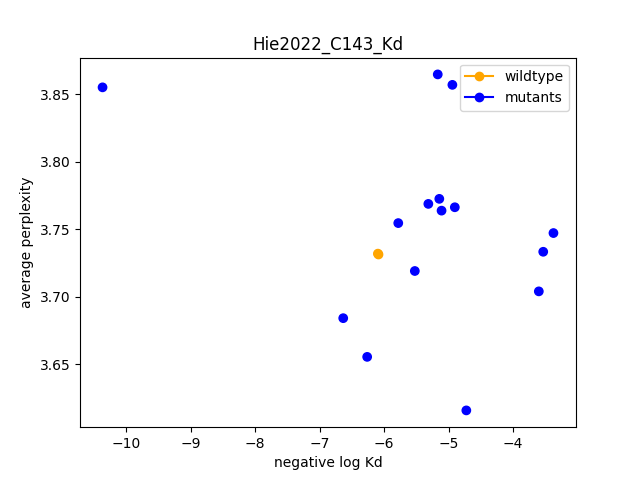 Hie2022_C143_Kd
wildtype
mutants
3.85
3.80
3.75
3.70
3.65
average perplexity
−10
−9
−8
−7
−6
−5
−4
negative log Kd